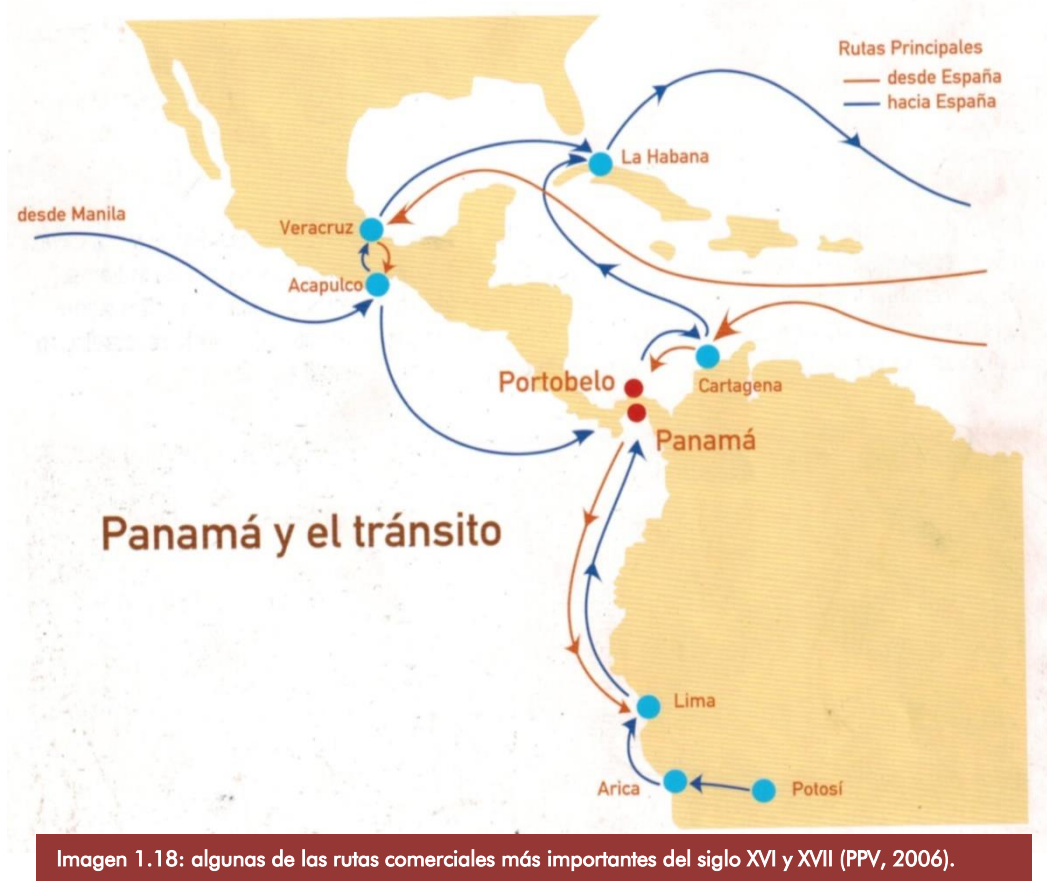 Rutas Principales
desde España
hacia España
La Habana
desde Manila
Veracruz
Acapulco
Portobelo
Cartagena
Panamá
Panamá y el tránsito
Lima
Arica
Potosí
Imagen 1.18: algunas de las rutas comerciales más importantes del siglo XVI y XVII (PPV, 2006).